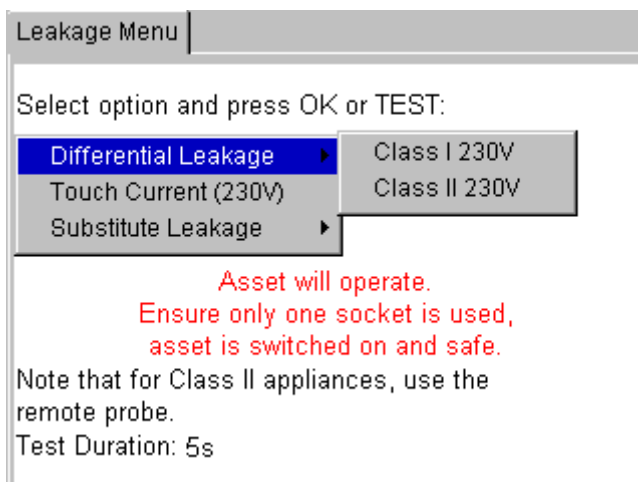 Leakage Menu
Select option and press OK or TEST:
Differential Leakage
Class I 230V
Touch Current (230V)
Class II 230V
Substitute Leakage
Asset will operate.
Ensure only one socket is used,
asset is switched on and safe.
Note that for Class II appliances, use the
remote probe.
Test Duration: 5s